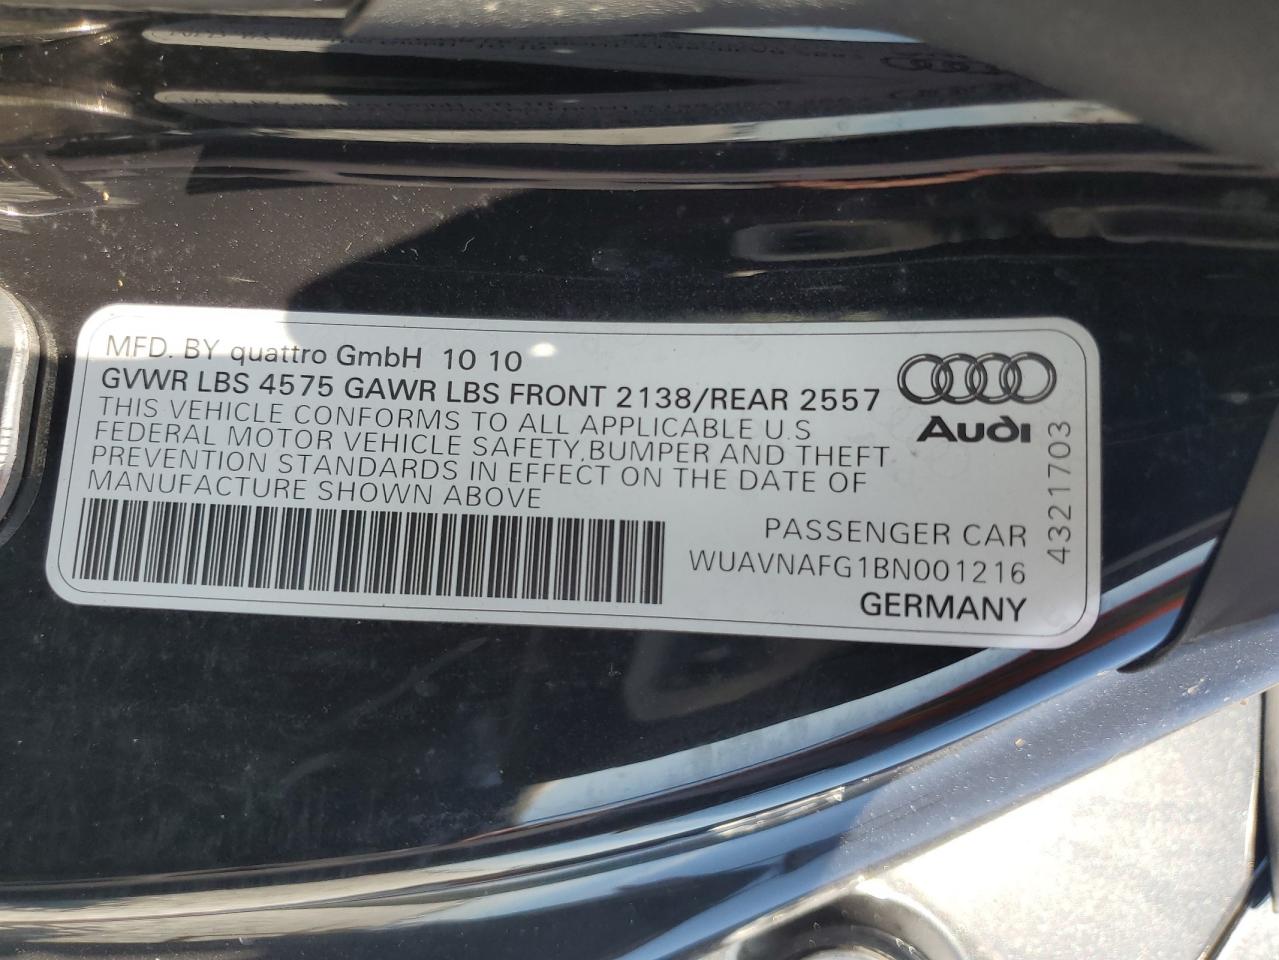 MFD. BY quattro GmbH 10 10
GVWR LBS 4575 GAWR LBS FRONT 2138/REAR 2557
THIS VEHICLE CONFORMS TO ALL APPLICABLE U.S
FEDERAL MOTOR VEHICLE SAFETY,BUMPER AND THEFT
PREVENTION STANDARDS IN EFFECT ON THE DATE OF
MANUFACTURE SHOWN ABOVE
Audi
PASSENGER CAR
WUAVNAFG1BN001216
GERMANY
4321703